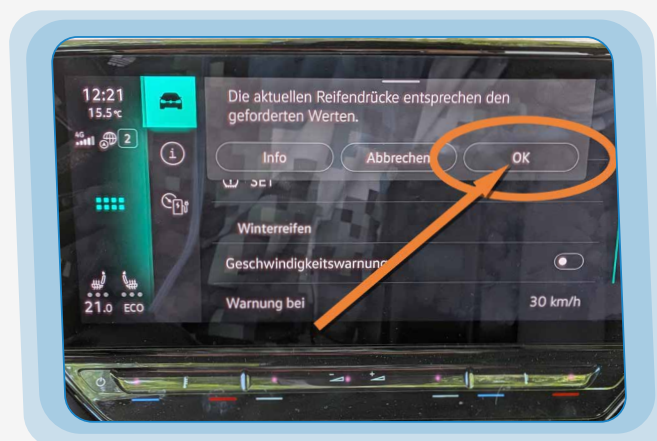 12:21
15.5°C
4G
2
Die aktuellen Reifendrücke entsprechen den
geforderten Werten.
Info
Abbrechen
OK
SET
Winterreifen
Geschwindigkeitswarnung
Warnung bei
30 km/h
21.0 ECO